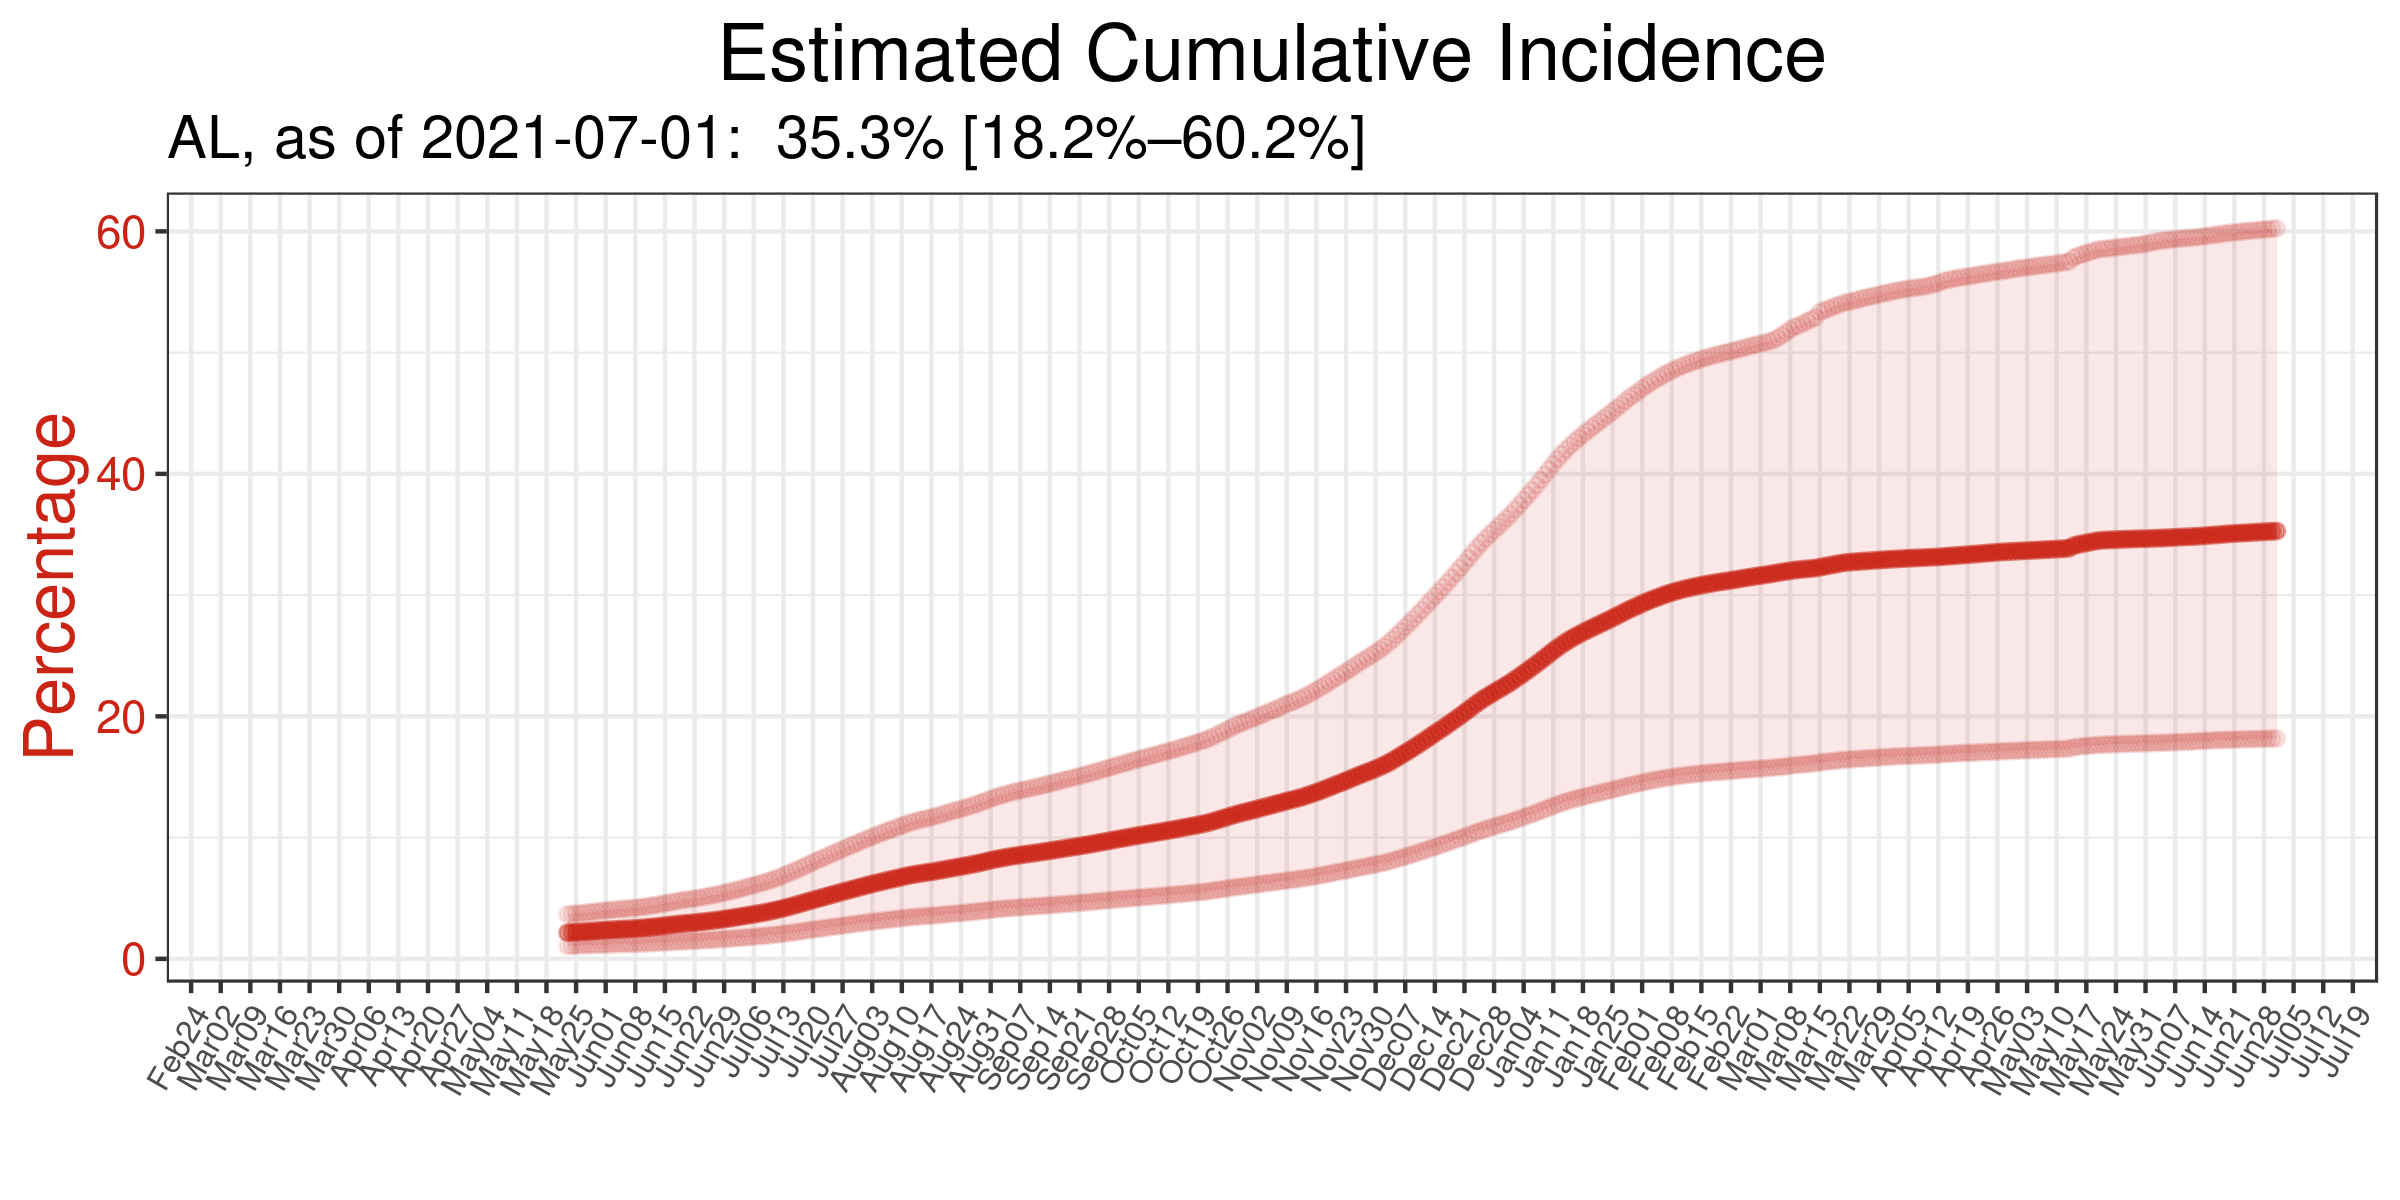 Estimated Cumulative Incidence
AL, as of 2021-07-01:  35.3% [18.2%–60.2%]
Percentage
60
40
20
0
Feb24
Mar02
Mar09
Mar16
Mar23
Mar30
Apr06
Apr13
Apr20
Apr27
May04
May11
May18
May25
Jun01
Jun08
Jun15
Jun22
Jun29
Jul06
Jul13
Jul20
Jul27
Aug03
Aug10
Aug17
Aug24
Aug31
Sep07
Sep14
Sep21
Sep28
Oct05
Oct12
Oct19
Oct26
Nov02
Nov09
Nov16
Nov23
Nov30
Dec07
Dec14
Dec21
Dec28
Jan04
Jan11
Jan18
Jan25
Feb01
Feb08
Feb15
Feb22
Mar01
Mar08
Mar15
Mar22
Mar29
Apr05
Apr12
Apr19
Apr26
May03
May10
May17
May24
May31
Jun07
Jun14
Jun21
Jun28
Jul05
Jul12
Jul19